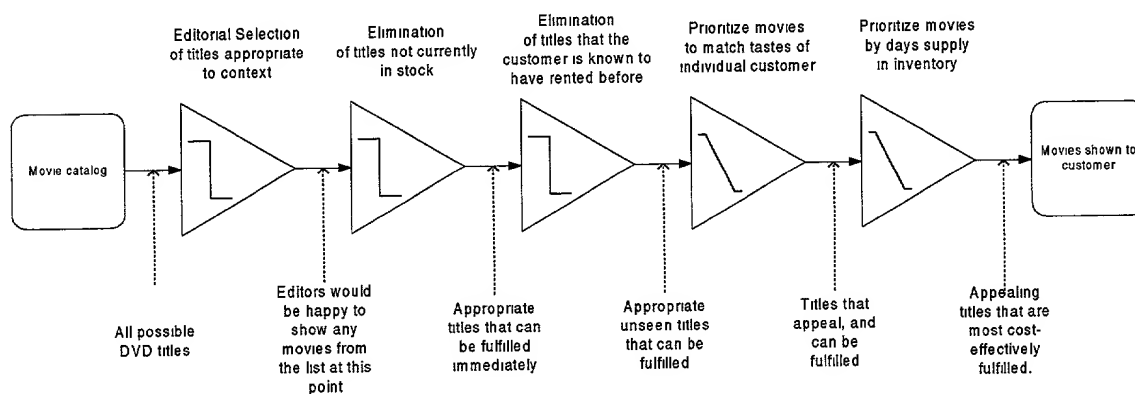 Editorial Selection
of titles appropriate
to context
Elimination
of titles not currently
in stock
Elimination
of titles that the
customer is known to
have rented before
Prioritize movies
to match tastes of
individual customer
Prioritize movies
by days supply
in inventory
Movie catalog
Movies shown to
customer
All possible
DVD titles
Editors would
be happy to
show any
movies from
the list at this
point
Appropriate
titles that can
be fulfilled
immediately
Appropriate
unseen titles
that can be
fulfilled
Titles that
appeal, and
can be
fulfilled
Appealing
titles that are
most cost-
effectively
fulfilled.